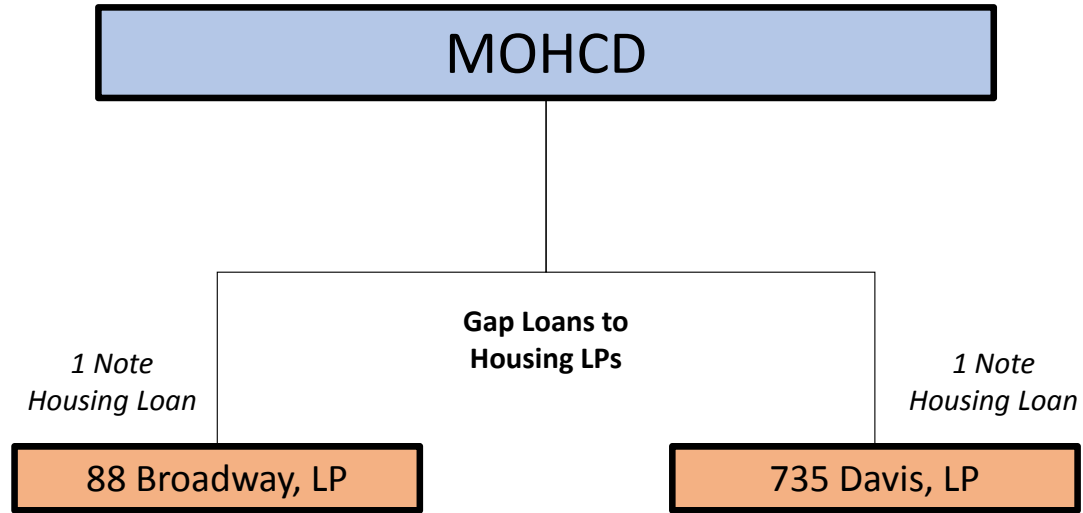 MOHCD
Gap Loans to
Housing LPs
1 Note
Housing Loan
1 Note
Housing Loan
88 Broadway, LP
735 Davis, LP